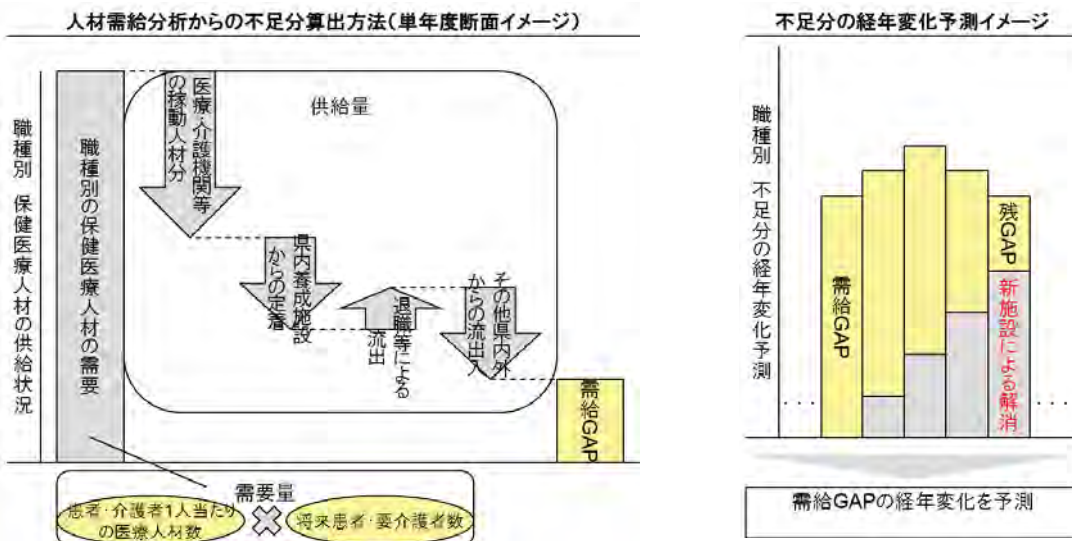 人材需給分析からの不足分算出方法(単年度断面イメージ)
職種別 保健医療人材の供給状況
職種別の保健医療人材の需要
供給量
医療・介護機関等
の稼動人材分
県内養成施設
からの定着
退職等による
流出
その他県内外
からの流出入
需給GAP
需要量
患者・介護者1人当たり
の医療人材数
将来患者・要介護者数
不足分の経年変化予測イメージ
職種別 不足分の経年変化予測
需給GAP
残GAP
新施設による解消
需給GAPの経年変化を予測